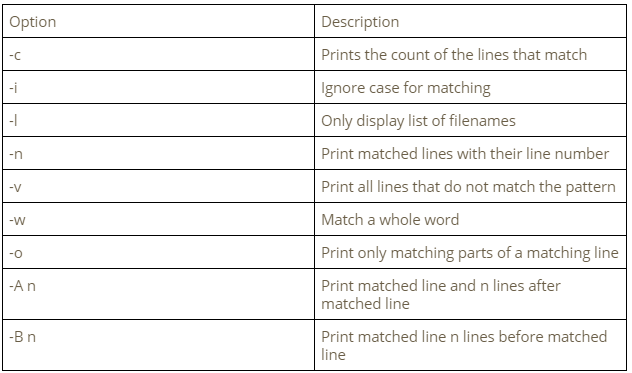 Option Description
-c Prints the count of the lines that match
-i Ignore case for matching
-l Only display list of filenames
-n Print matched lines with their line number
-v Print all lines that do not match the pattern
-w Match a whole word
-o Print only matching parts of a matching line
-A n Print matched line and n lines after
matched line
-B n Print matched line n lines before matched
line